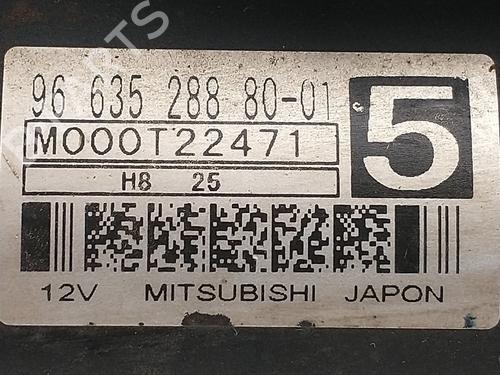 96 635 288 80-01
5
M000T22471
H8 25
12V MITSUBISHI JAPON